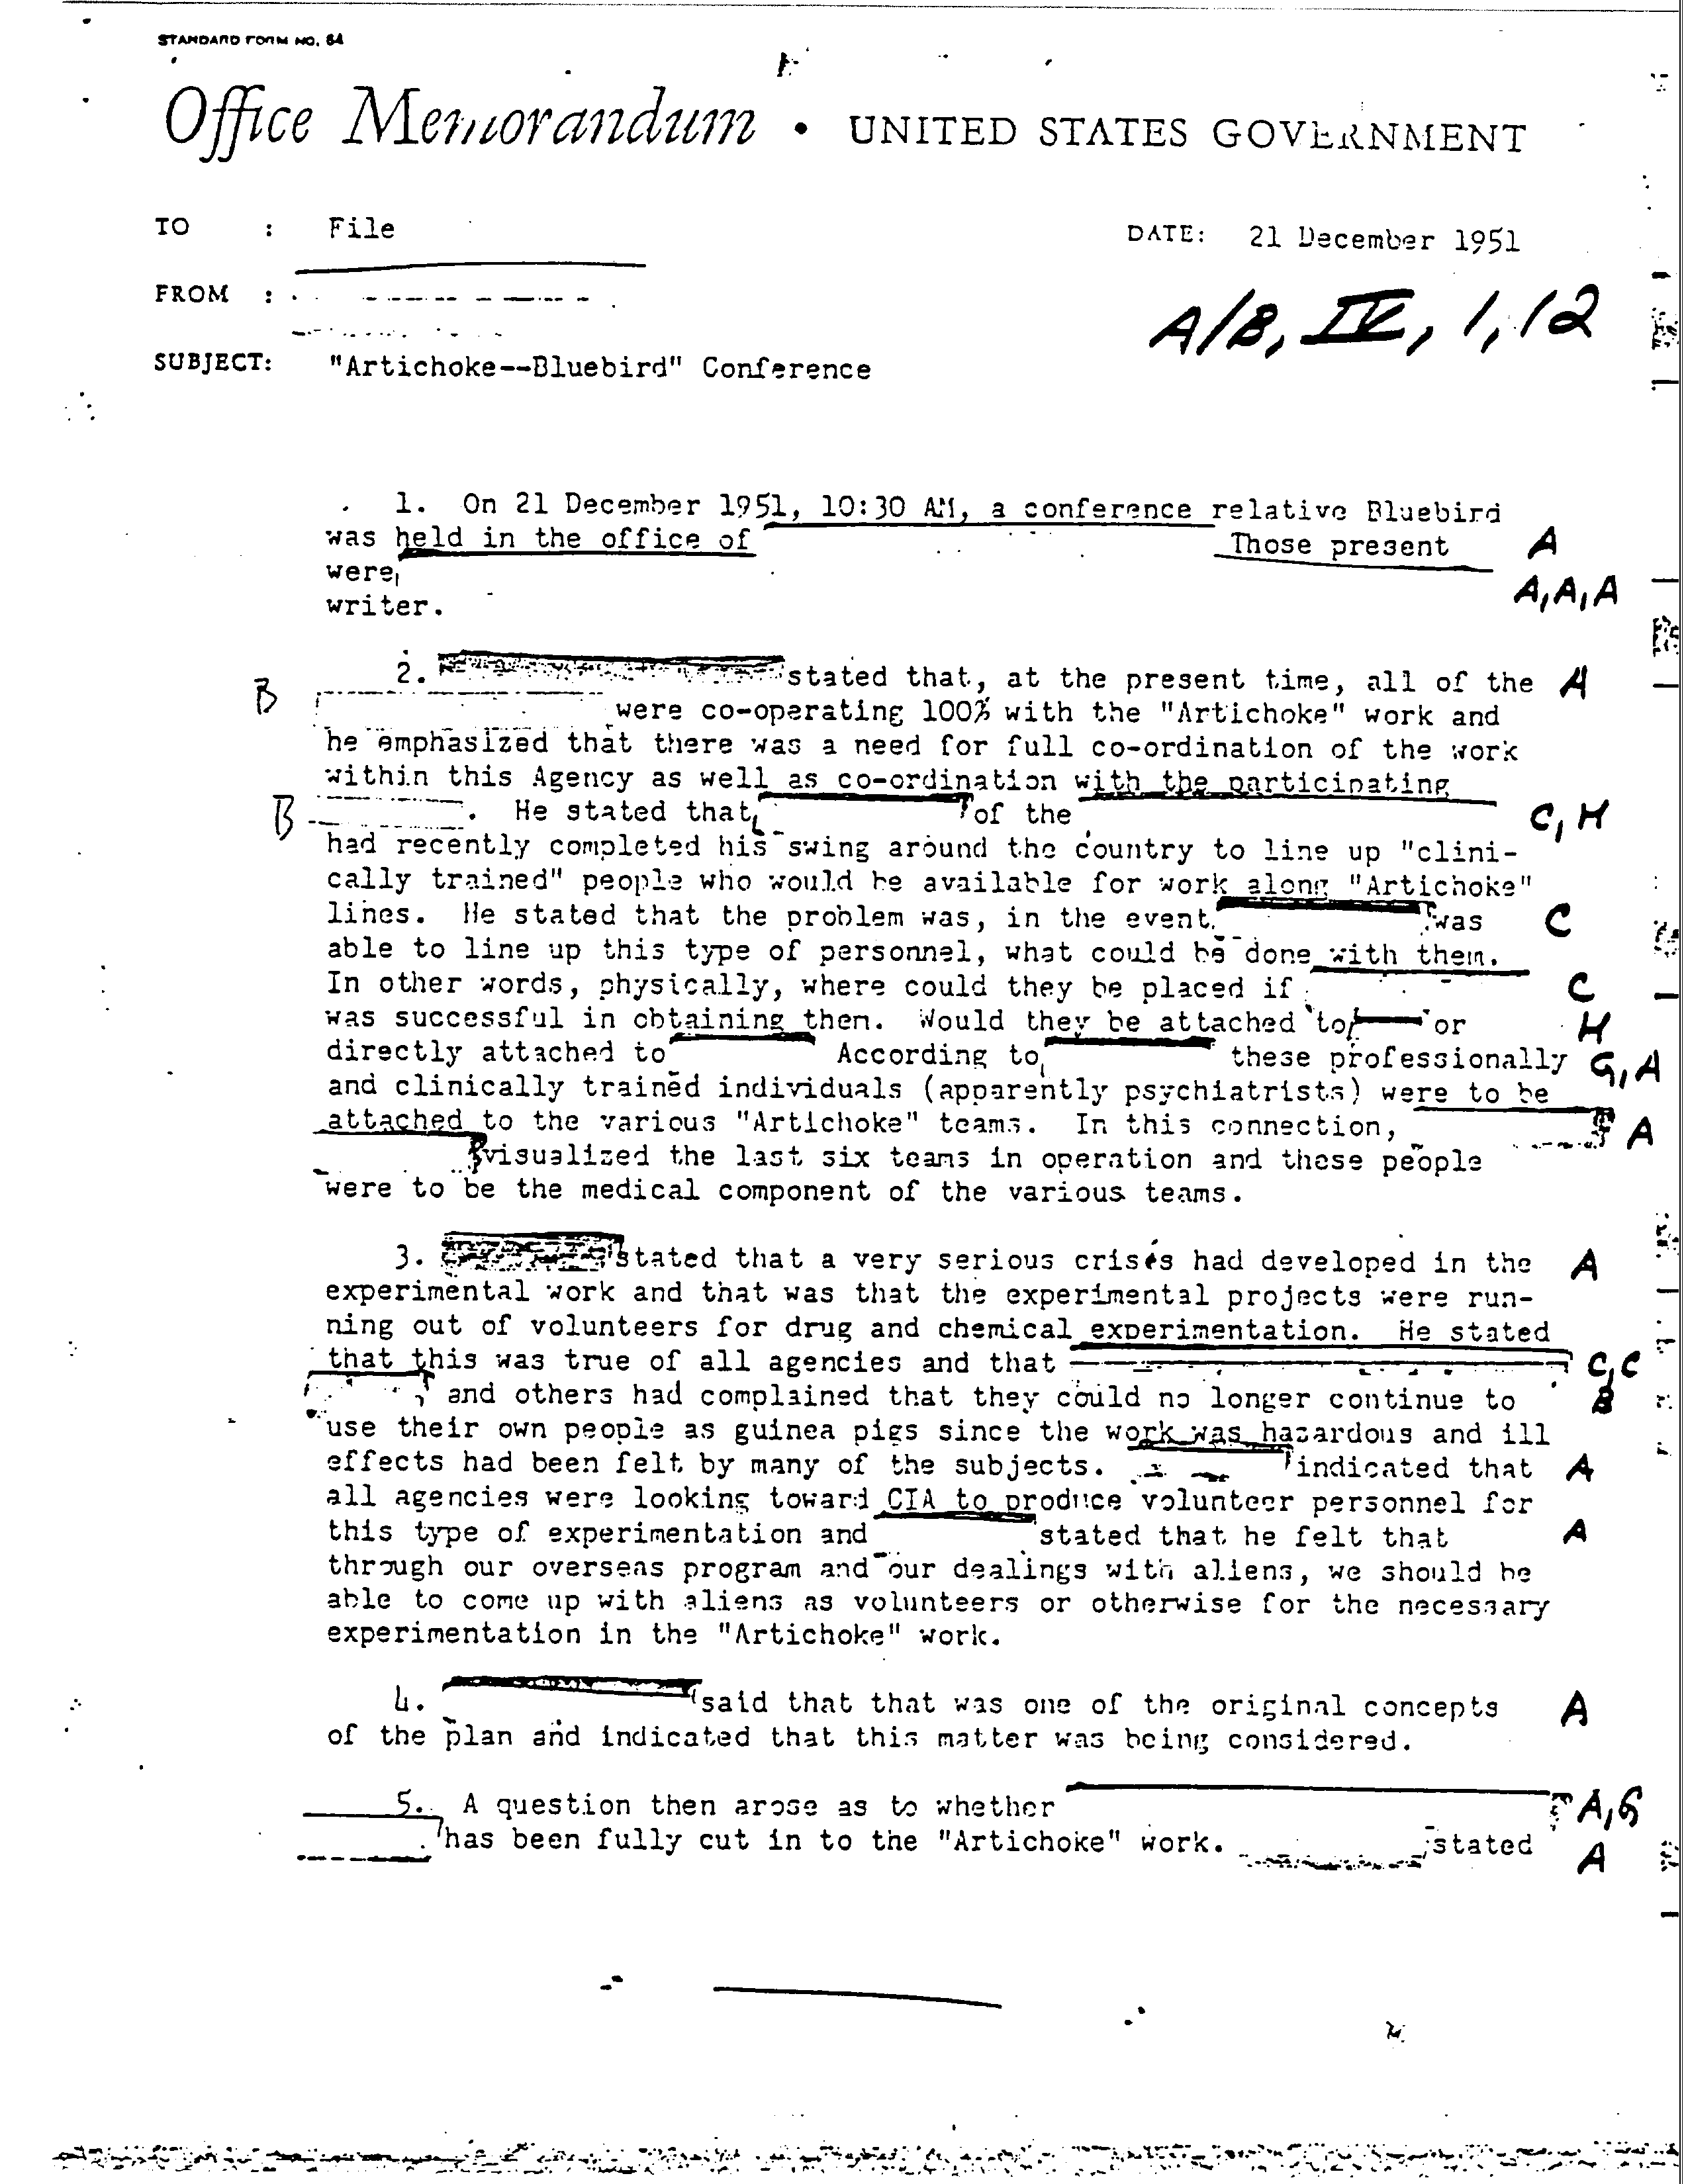 STANDARD FORM NO. 64
Office Memorandum • UNITED STATES GOVERNMENT
TO : File
DATE: 21 December 1951
FROM :
A/B, IV, 1, 12
SUBJECT: "Artichoke--Bluebird" Conference
1. On 21 December 1951, 10:30 AM, a conference relative Bluebird
was held in the office of Those present A
were A, A, A
writer.
2. stated that, at the present time, all of the A
B were co-operating 100% with the "Artichoke" work and
he emphasized that there was a need for full co-ordination of the work
within this Agency as well as co-ordination with the participating
B . He stated that of the C, H
had recently completed his swing around the country to line up "clini-
cally trained" people who would be available for work along "Artichoke"
lines. He stated that the problem was, in the event was C
able to line up this type of personnel, what could be done with them.
In other words, physically, where could they be placed if C
was successful in obtaining them. Would they be attached to or H
directly attached to According to these professionally G, A
and clinically trained individuals (apparently psychiatrists) were to be
attached to the various "Artichoke" teams. In this connection, A
visualized the last six teams in operation and these people
were to be the medical component of the various teams.
3. stated that a very serious crises had developed in the A
experimental work and that was that the experimental projects were run-
ning out of volunteers for drug and chemical experimentation. He stated
that this was true of all agencies and that C, C
and others had complained that they could no longer continue to B
use their own people as guinea pigs since the work was hazardous and ill
effects had been felt by many of the subjects. indicated that A
all agencies were looking toward CIA to produce volunteer personnel for
this type of experimentation and stated that he felt that A
through our overseas program and our dealings with aliens, we should be
able to come up with aliens as volunteers or otherwise for the necessary
experimentation in the "Artichoke" work.
4. said that that was one of the original concepts A
of the plan and indicated that this matter was being considered.
5. A question then arose as to whether A, G
has been fully cut in to the "Artichoke" work. stated A